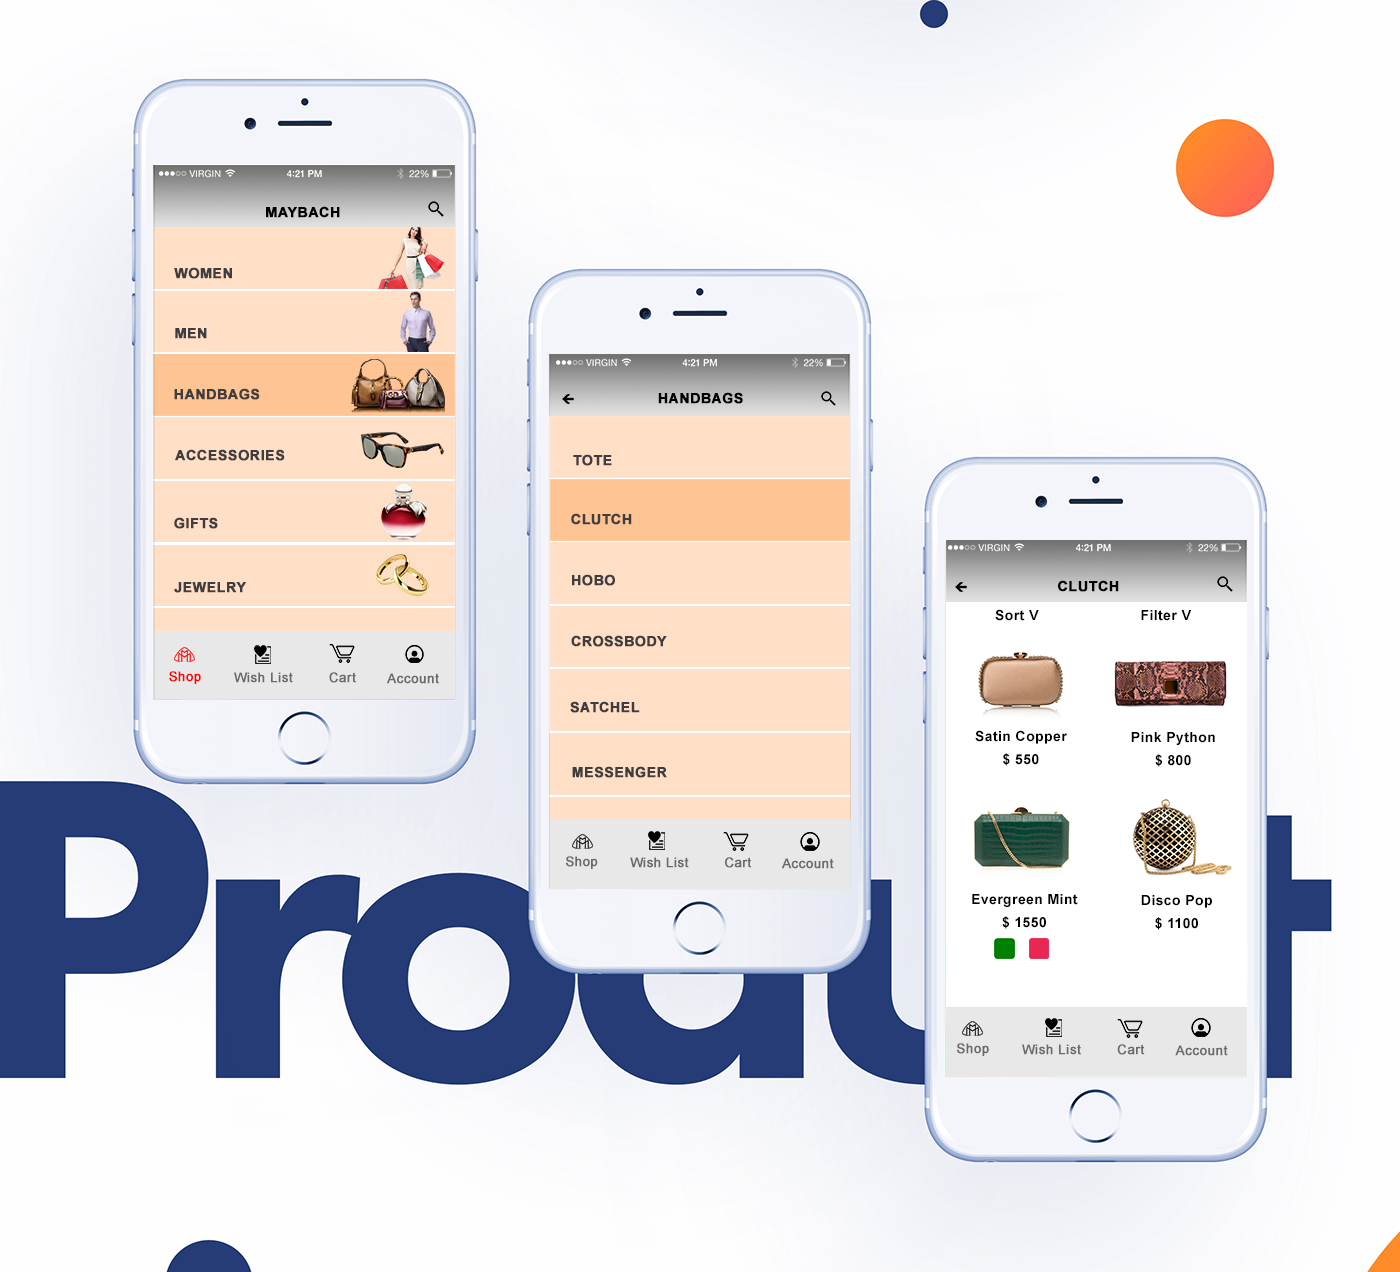 ●●●○○ VIRGIN 4:21 PM 22%
MAYBACH
WOMEN
MEN
HANDBAGS
ACCESSORIES
GIFTS
JEWELRY
Shop Wish List Cart Account
●●●○○ VIRGIN 4:21 PM 22%
HANDBAGS
TOTE
CLUTCH
HOBO
CROSSBODY
SATCHEL
MESSENGER
Shop Wish List Cart Account
●●●○○ VIRGIN 4:21 PM 22%
CLUTCH
Sort V Filter V
Satin Copper Pink Python
$ 550 $ 800
Evergreen Mint Disco Pop
$ 1550 $ 1100
Shop Wish List Cart Account
Product